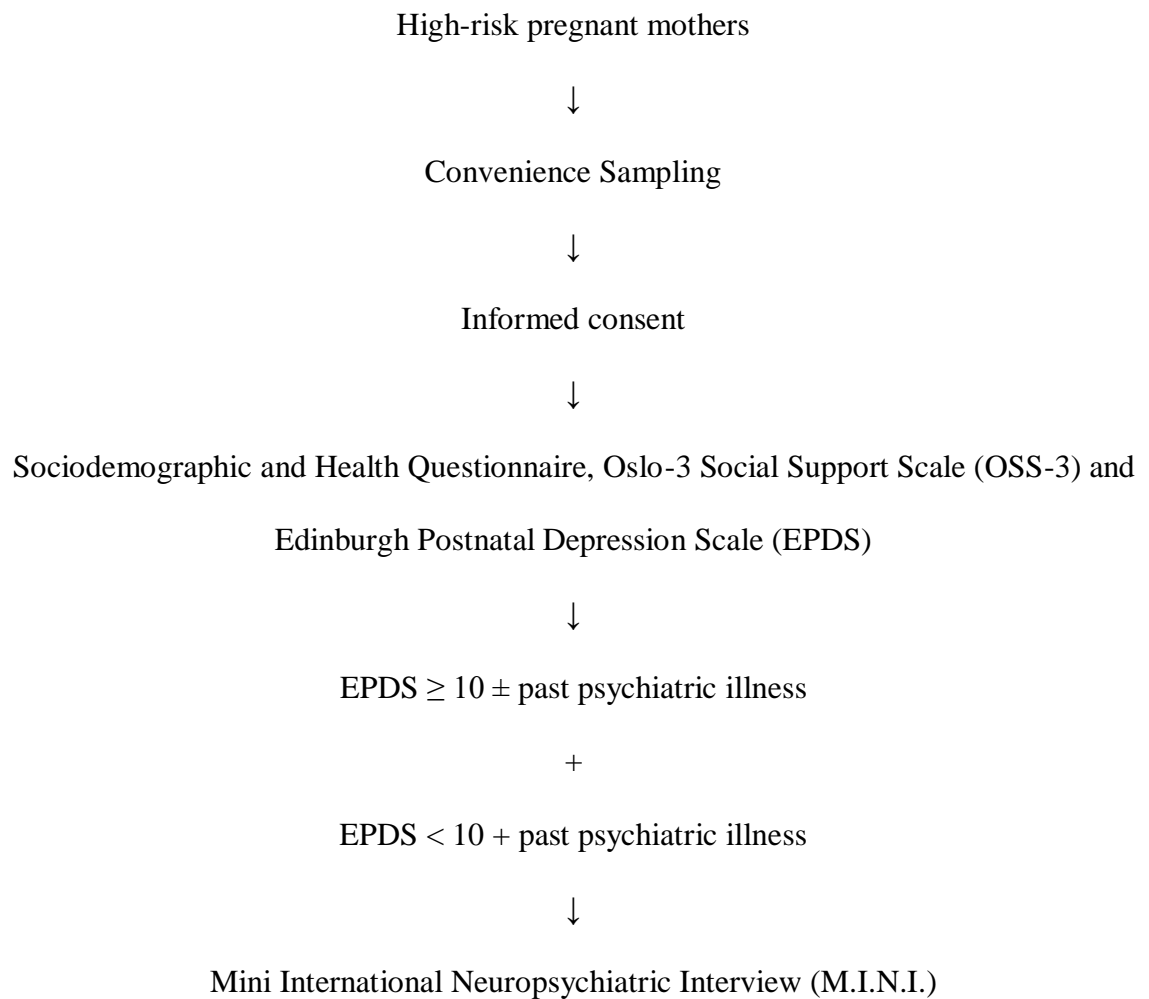 High-risk pregnant mothers
↓
Convenience Sampling
↓
Informed consent
↓
Sociodemographic and Health Questionnaire, Oslo-3 Social Support Scale (OSS-3) and
Edinburgh Postnatal Depression Scale (EPDS)
↓
EPDS ≥ 10 ± past psychiatric illness
+
EPDS < 10 + past psychiatric illness
↓
Mini International Neuropsychiatric Interview (M.I.N.I.)